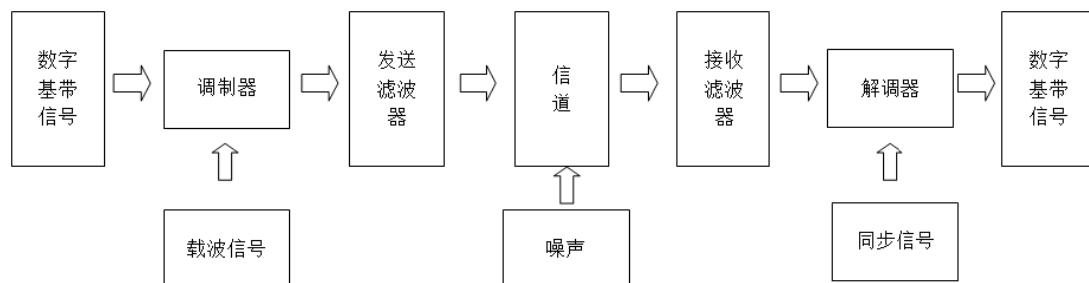 数字
基带
信号
调制器
发送
滤波
器
信
道
接收
滤波
器
解调器
数字
基带
信号
载波信号
噪声
同步信号